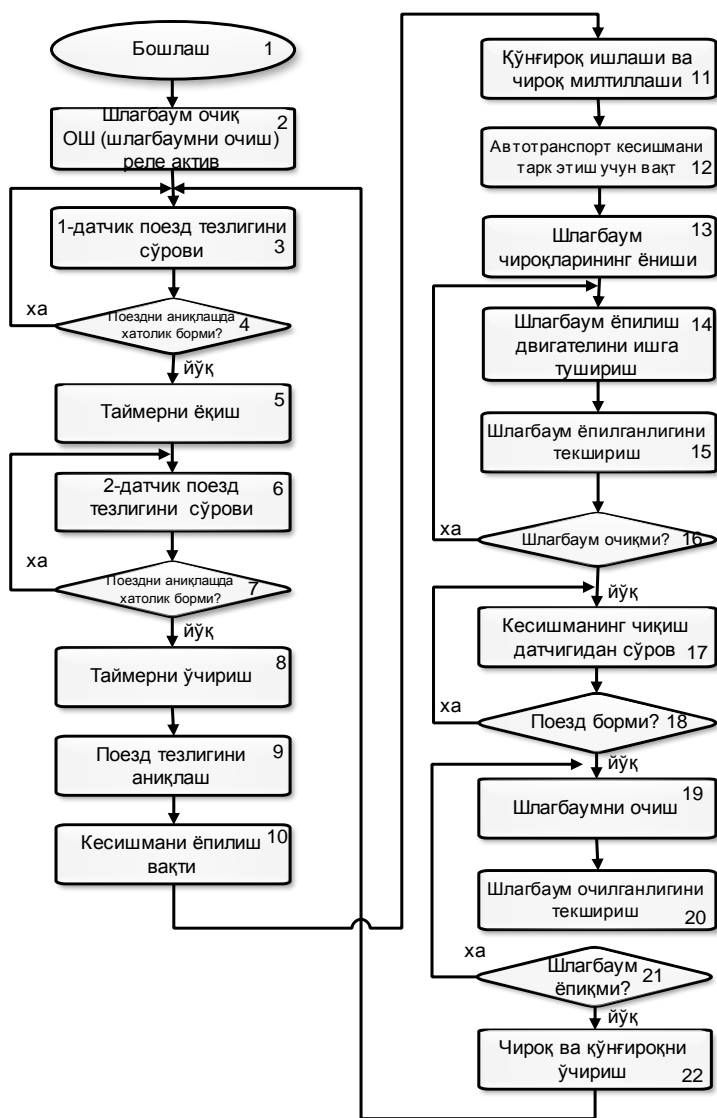 Бошлаш 1
Шлагбаум очиқ 2
ОШ (шлагбаумни очиш)
реле актив
1-датчик поезд тезлигини
сўрови 3
ха
Поездни аниқлашда 4
хатолик борми?
йўқ
Таймерни ёқиш 5
2-датчик поезд 6
тезлигини сўрови
ха
Поездни аниқлашда 7
хатолик борми?
йўқ
Таймерни ўчириш 8
Поезд тезлигини 9
аниқлаш
Кесишмани ёпилиш 10
вақти
Қўнғироқ ишлаши ва
чироқ милтиллаши 11
Автотранспорт кесишмани
тарк этиш учун вақт 12
13
Шлагбаум
чироқларининг ёниши
Шлагбаум ёпилиш 14
двигателини ишга
тушириш
Шлагбаум ёпилганлигини
текшириш 15
ха
Шлагбаум очиқми? 16
йўқ
Кесишманинг чиқиш
датчигидан сўров 17
ха
Поезд борми? 18
йўқ
19
Шлагбаумни очиш
Шлагбаум очилганлигини
текшириш 20
ха
Шлагбаум 21
ёпиқми?
йўқ
Чироқ ва қўнғироқни
ўчириш 22